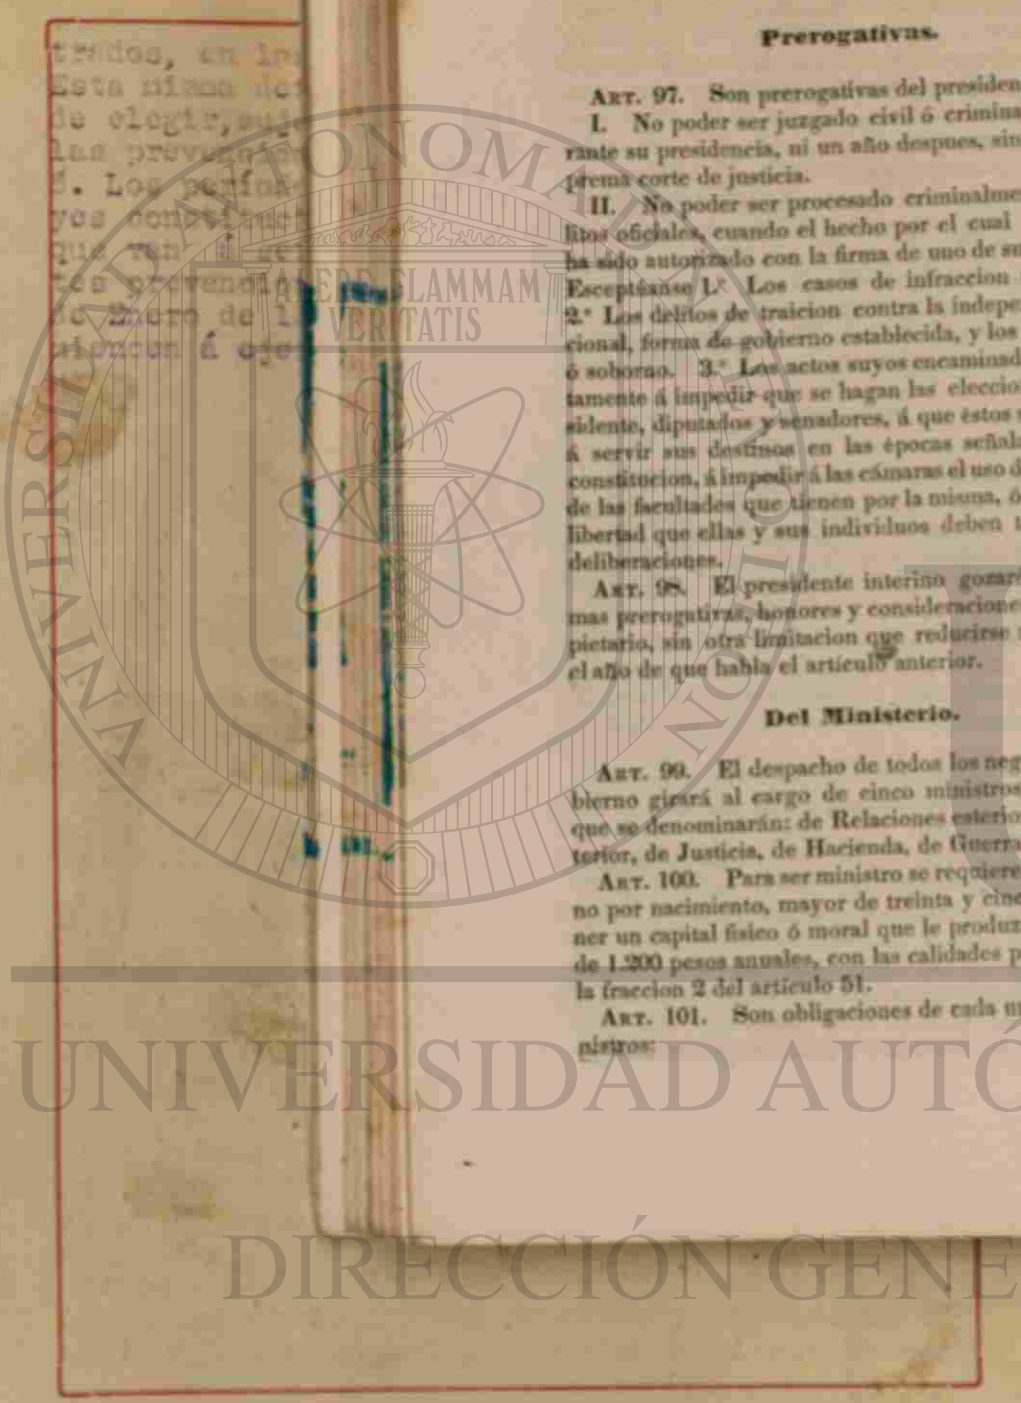 trados, en
Esta misma
de elegir,
las
5. Los
yos
que van á
tes
de Enero de
á
Prerogativas.
ART. 97. Son prerogativas del presiden
I. No poder ser juzgado civil ó crimina
rante su presidencia, ni un año despues, sin
prema corte de justicia.
II. No poder ser procesado criminalme
litos oficiales, cuando el hecho por el cual
ha sido autorizado con la firma de uno de su
Esceptúanse 1.º Los casos de infraccion
2.º Los delitos de traicion contra la indepe
cional, forma de gobierno establecida, y los
ó soborno. 3.º Los actos suyos encaminad
tamente á impedir que se hagan las eleccio
sidente, diputados y senadores, á que éstos
á servir sus destinos en las épocas señala
constitucion, á impedir á las cámaras el uso d
de las facultades que tienen por la misma, ó
libertad que ellas y sus individuos deben t
deliberaciones.
ART. 98. El presidente interino gozar
mas prerogativas, honores y consideracione
pietario, sin otra limitacion que reducirse
el año de que habla el artículo anterior.
Del Ministerio.
ART. 99. El despacho de todos los neg
bierno girará al cargo de cinco ministros
que se denominarán: de Relaciones esterio
terior, de Justicia, de Hacienda, de Guerra
ART. 100. Para ser ministro se requiere
no por nacimiento, mayor de treinta y cinc
ner un capital físico ó moral que le produz
de 1.200 pesos anuales, con las calidades p
la fraccion 2 del artículo 51.
ART. 101. Son obligaciones de cada u
nistros:
ALERE FLAMMAM
VERITATIS
UNIVERSIDAD AUTÓ
DIRECCIÓN GENE